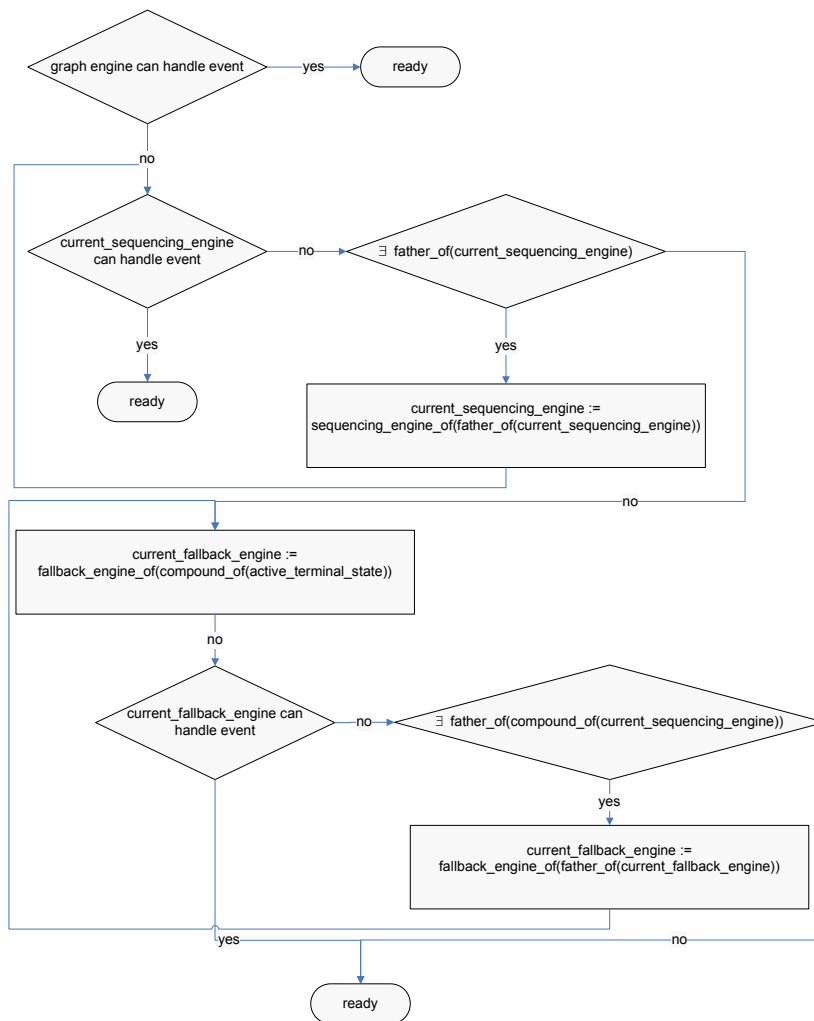 graph engine can handle event
yes
ready
no
current_sequencing_engine
can handle event
no
∃ father_of(current_sequencing_engine)
yes
yes
ready
current_sequencing_engine :=
sequencing_engine_of(father_of(current_sequencing_engine))
no
current_fallback_engine :=
fallback_engine_of(compound_of(active_terminal_state))
no
current_fallback_engine can
handle event
no
∃ father_of(compound_of(current_sequencing_engine))
yes
current_fallback_engine :=
fallback_engine_of(father_of(current_fallback_engine))
yes
no
ready